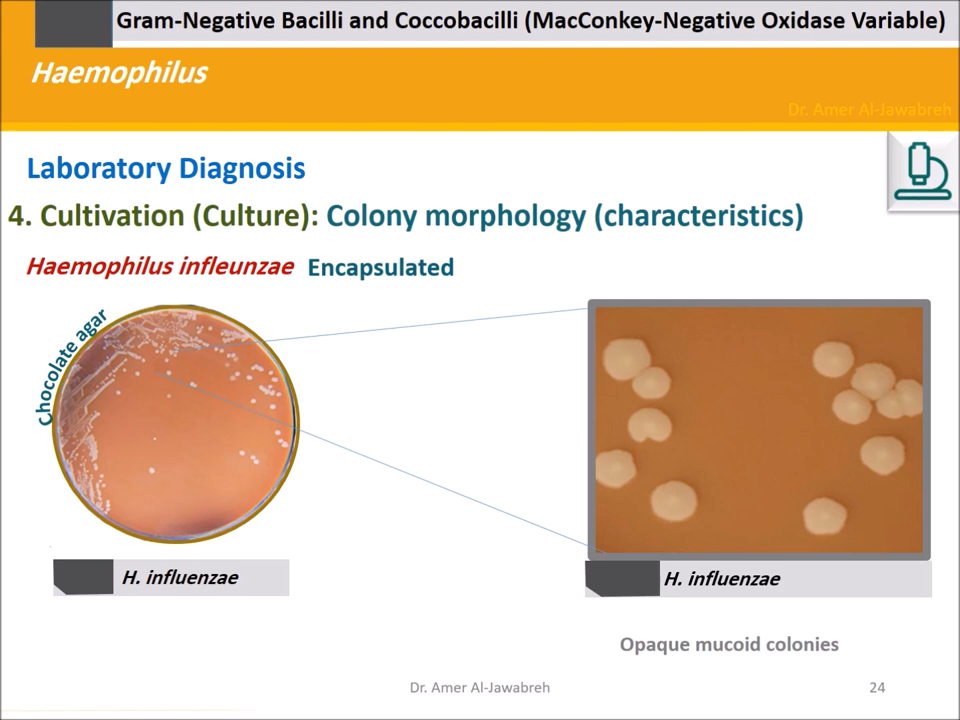 Gram-Negative Bacilli and Coccobacilli (MacConkey-Negative Oxidase Variable)
Haemophilus
Dr. Amer Al-Jawabreh
Laboratory Diagnosis
4. Cultivation (Culture): Colony morphology (characteristics)
Haemophilus infleunzae Encapsulated
Chocolate agar
H. influenzae
H. influenzae
Opaque mucoid colonies
Dr. Amer Al-Jawabreh
24